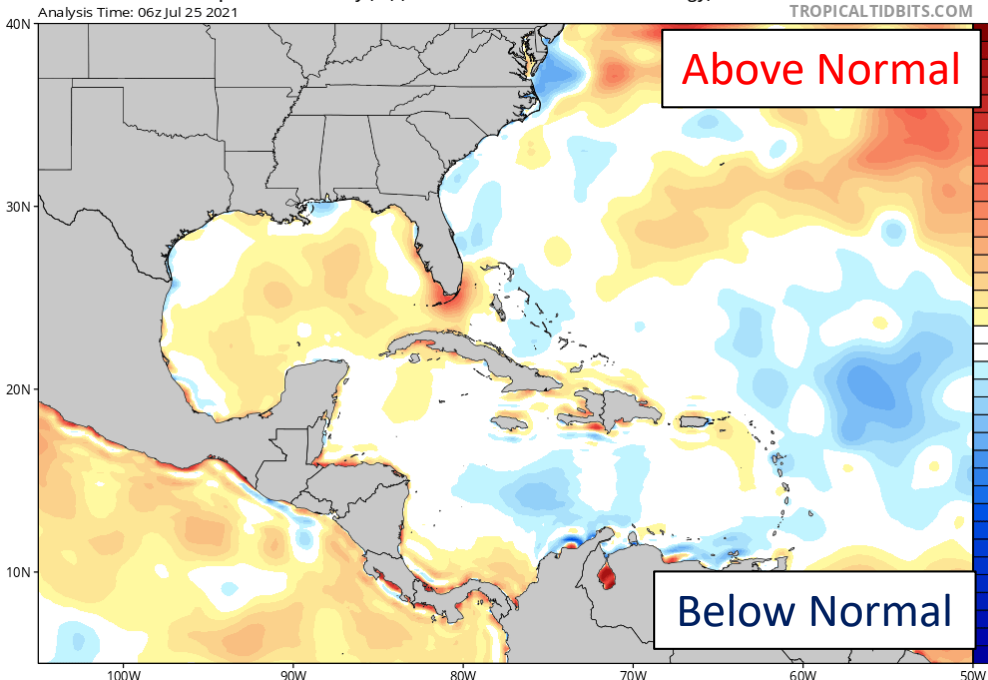 Analysis Time: 06z Jul 25 2021
TROPICALTIDBITS.COM
40N
Above Normal
30N
20N
10N
Below Normal
100W 90W 80W 70W 60W 50W